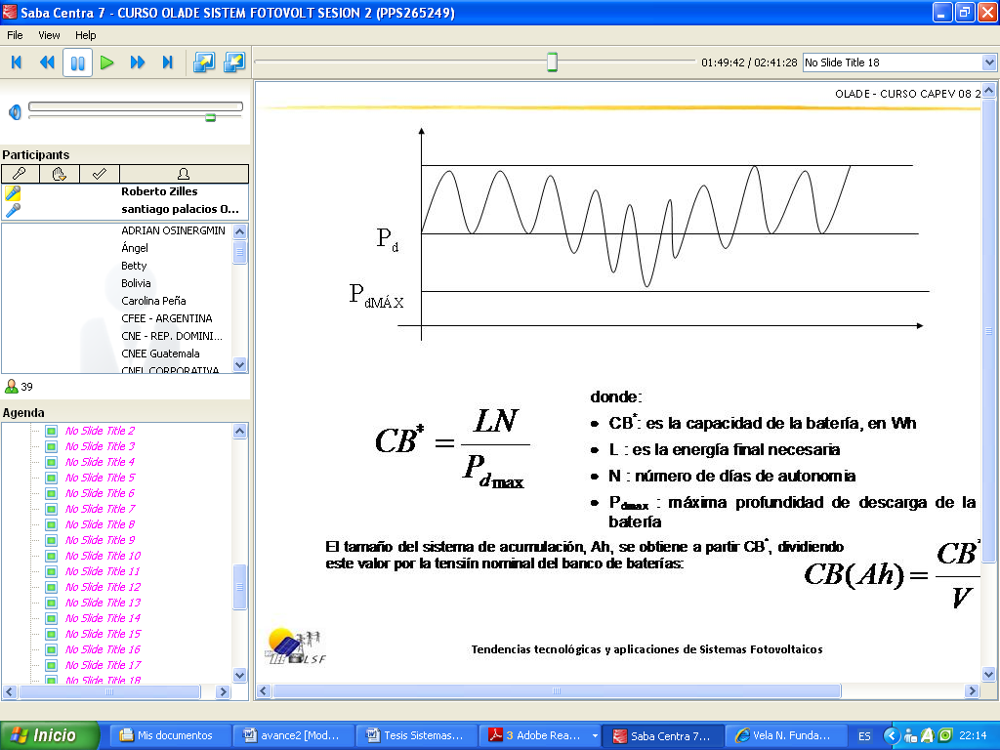 Saba Centra 7 - CURSO OLADE SISTEM FOTOVOLT SESION 2 (PPS265249)
File View Help
01:49:42 / 02:41:28 No Slide Title 18
Participants
Roberto Zilles
santiago palacios O...
ADRIAN OSINERGMIN
Ángel
Betty
Bolivia
Carolina Peña
CFEE - ARGENTINA
CNE - REP. DOMINI...
CNEE Guatemala
CNEL CORPORATIVA
39
Agenda
No Slide Title 2
No Slide Title 3
No Slide Title 4
No Slide Title 5
No Slide Title 6
No Slide Title 7
No Slide Title 8
No Slide Title 9
No Slide Title 10
No Slide Title 11
No Slide Title 12
No Slide Title 13
No Slide Title 14
No Slide Title 15
No Slide Title 16
No Slide Title 17
No Slide Title 18
OLADE - CURSO CAPEV 08 2
Pd
PdMÁX
CB* = LN / Pdmax
donde:
• CB*: es la capacidad de la batería, en Wh
• L : es la energía final necesaria
• N : número de días de autonomia
• Pdmax : máxima profundidad de descarga de la
batería
El tamaño del sistema de acumulación, Ah, se obtiene a partir CB*, dividiendo
este valor por la tensiín nominal del banco de baterías:
CB(Ah) = CB* / V
LSF
Tendencias tecnológicas y aplicaciones de Sistemas Fotovoltaicos
Inicio
Mis documentos
avance2 [Mod...
Tesis Sistemas...
3 Adobe Rea...
Saba Centra 7...
Vela N. Funda...
ES
22:14